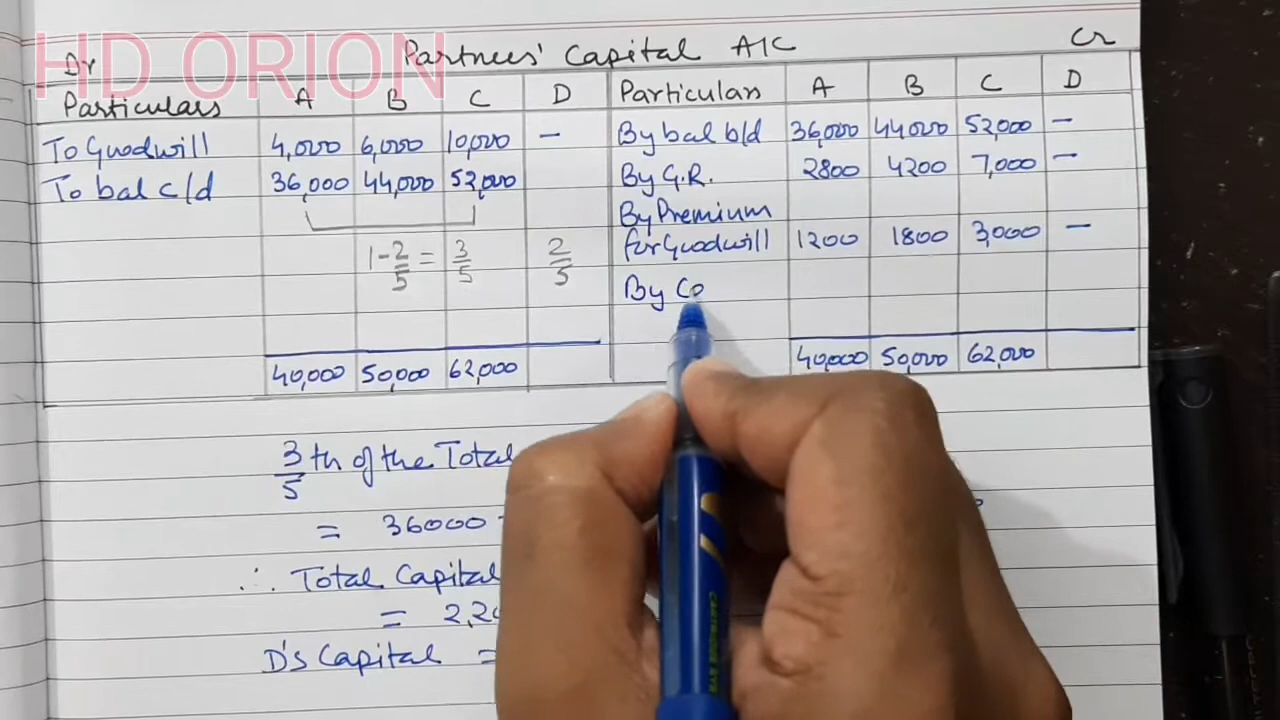 HD ORION
Dr Partners' Capital A/C Cr
Particulars A B C D Particulars A B C D
To Goodwill 4,000 6,000 10,000 — By bal b/d 36,000 44,000 52,000 —
To bal c/d 36,000 44,000 52,000 By G.R. 2800 4200 7,000 —
By Premium
1-2/5 = 3/5 2/5 for Goodwill 1200 1800 3,000 —
By Co
40,000 50,000 62,000 40,000 50,000 62,000
3/5 th of the Total
= 36000
∴ Total Capital
= 2,20
D's Capital =